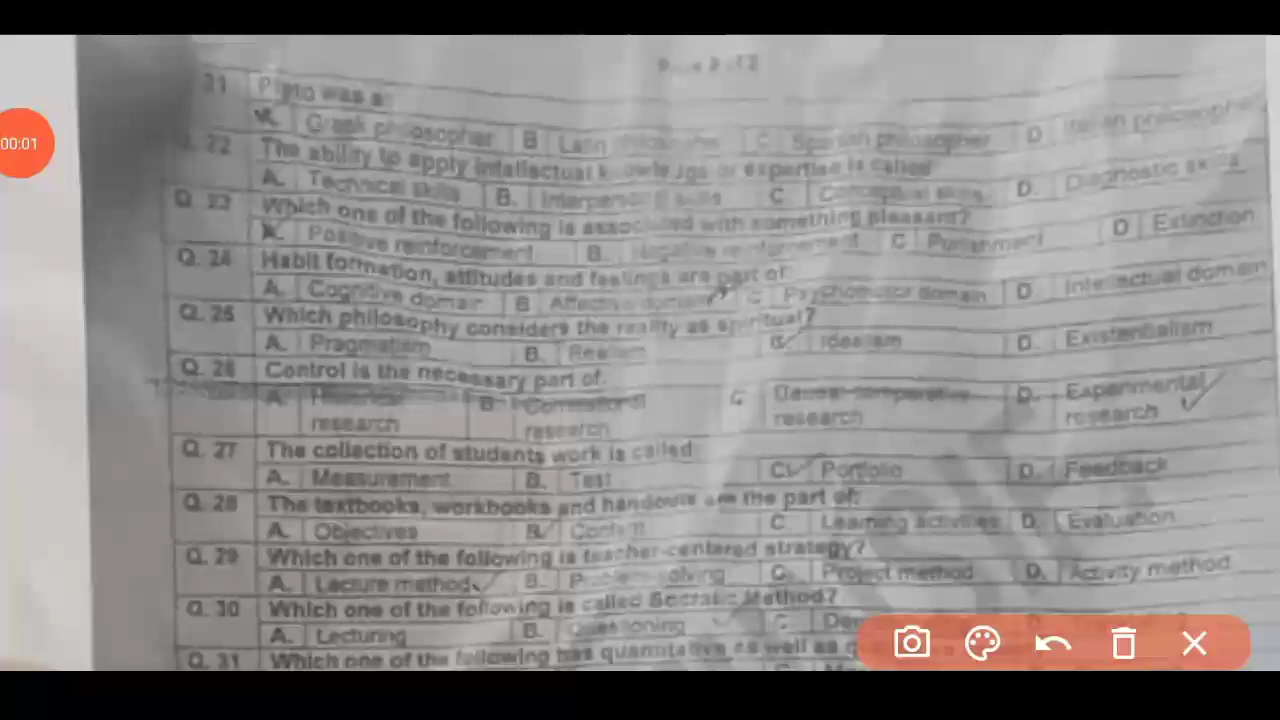 00:01
21 Plato was a:
A. Greek philosopher B Latin C Spanish philosopher D Italian philosopher
Q. 22 The ability to apply intellectual knowledge or expertise is called
A. Technical skills B. Interpersonal skills C Conceptual skills D. Diagnostic skills
Q. 23 Which one of the following is associated with something pleasant?
A. Positive reinforcement B. Negative reinforcement C Punishment D Extinction
Q. 24 Habit formation, attitudes and feelings are part of:
A. Cognitive domain B Affective domain C Psychomotor domain D. Intellectual domain
Q. 25 Which philosophy considers the reality as spiritual?
A. Pragmatism B. Realism C. Idealism D. Existentialism
Q. 26 Control is the necessary part of:
A. Historical research B Correlational research C Causal-comparative research D. Experimental research
Q. 27 The collection of students work is called
A. Measurement B. Test C. Portfolio D. Feedback
Q. 28 The textbooks, workbooks and handouts are the part of:
A. Objectives B. Content C. Learning activities D. Evaluation
Q. 29 Which one of the following is teacher-centered strategy?
A. Lecture method B. Problem solving C. Project method D. Activity method
Q. 30 Which one of the following is called Socratic Method?
A. Lecturing B. Questioning C
Q. 31 Which one of the following has quantitative as well as